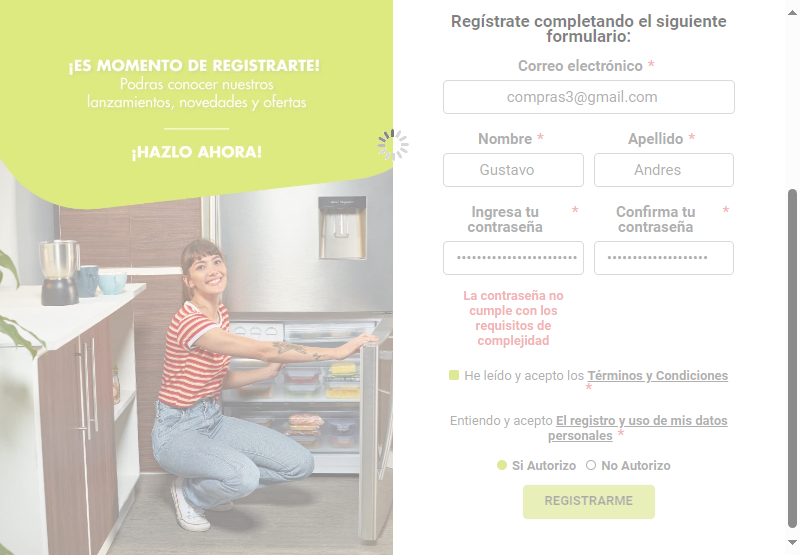 ¡ES MOMENTO DE REGISTRARTE!
Podras conocer nuestros
lanzamientos, novedades y ofertas
¡HAZLO AHORA!
Regístrate completando el siguiente
formulario:
Correo electrónico *
compras3@gmail.com
Nombre * Apellido *
Gustavo Andres
Ingresa tu * Confirma tu *
contraseña contraseña
La contraseña no
cumple con los
requisitos de
complejidad
He leído y acepto los Términos y Condiciones
*
Entiendo y acepto El registro y uso de mis datos
personales *
Si Autorizo No Autorizo
REGISTRARME